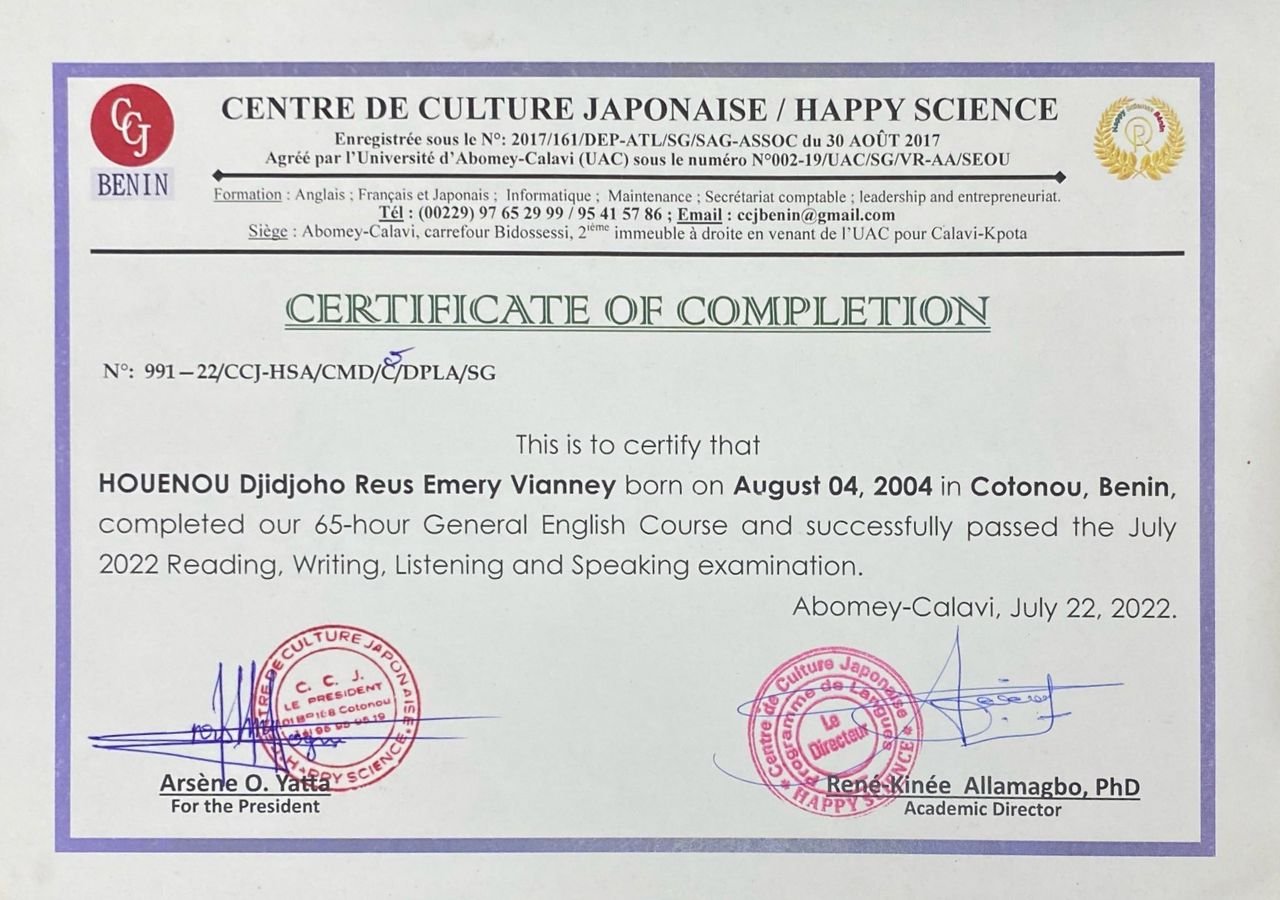 CCJ
BENIN
CENTRE DE CULTURE JAPONAISE / HAPPY SCIENCE
Enregistrée sous le N°: 2017/161/DEP-ATL/SG/SAG-ASSOC du 30 AOÛT 2017
Agréé par l'Université d'Abomey-Calavi (UAC) sous le numéro N°002-19/UAC/SG/VR-AA/SEOU
Formation : Anglais ; Français et Japonais ; Informatique ; Maintenance ; Secrétariat comptable ; leadership and entrepreneuriat.
Tél : (00229) 97 65 29 99 / 95 41 57 86 ; Email : ccjbenin@gmail.com
Siège : Abomey-Calavi, carrefour Bidossessi, 2ième immeuble à droite en venant de l'UAC pour Calavi-Kpota
Happy Science Bénin
CERTIFICATE OF COMPLETION
N°: 991–22/CCJ-HSA/CMD/C/DPLA/SG
This is to certify that
HOUENOU Djidjoho Reus Emery Vianney born on August 04, 2004 in Cotonou, Benin,
completed our 65-hour General English Course and successfully passed the July
2022 Reading, Writing, Listening and Speaking examination.
Abomey-Calavi, July 22, 2022.
CENTRE DE CULTURE JAPONAISE
C. C. J.
LE PRESIDENT
Cotonou
HAPPY SCIENCE
Arsène O. Yatta
For the President
Centre de Culture Japonaise
Programme de Langues
Le
Directeur
HAPPY SCIENCE
René-Kinée Allamagbo, PhD
Academic Director